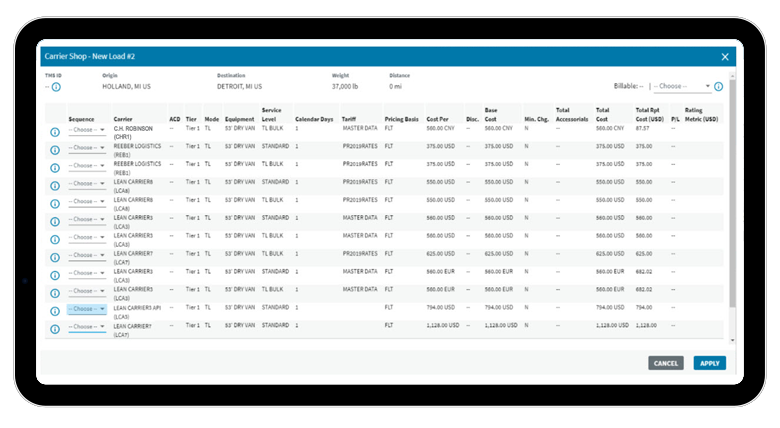 Carrier Shop - New Load #2
TMS ID Origin Destination Weight Distance
-- HOLLAND, MI US DETROIT, MI US 37,000 lb 0 mi Billable: -- | -- Choose --
Sequence Carrier ACD Tier Mode Equipment Service Level Calendar Days Tariff Pricing Basis Cost Per Disc. Base Cost Min. Chg. Total Accessorials Total Cost Total Rpt Cost (USD) P/L Rating Metric (USD)
-- Choose -- C.H. ROBINSON (CHR1) -- Tier 1 TL 53' DRY VAN TL BULK 1 MASTER DATA FLT 560.00 CNY -- 560.00 CNY N -- 560.00 CNY 87.57 --
-- Choose -- REEBER LOGISTICS (REB1) -- Tier 1 TL 53' DRY VAN STANDARD 1 PR2019RATES FLT 375.00 USD -- 375.00 USD N -- 375.00 USD 375.00 --
-- Choose -- REEBER LOGISTICS (REB1) -- Tier 1 TL 53' DRY VAN TL BULK 1 PR2019RATES FLT 375.00 USD -- 375.00 USD N -- 375.00 USD 375.00 --
-- Choose -- LEAN CARRIER8 (LCA8) -- Tier 1 TL 53' DRY VAN STANDARD 1 PR2019RATES FLT 550.00 USD -- 550.00 USD N -- 550.00 USD 550.00 --
-- Choose -- LEAN CARRIER8 (LCA8) -- Tier 1 TL 53' DRY VAN TL BULK 1 PR2019RATES FLT 550.00 USD -- 550.00 USD N -- 550.00 USD 550.00 --
-- Choose -- LEAN CARRIER3 (LCA3) -- Tier 1 TL 53' DRY VAN STANDARD 1 MASTER DATA FLT 560.00 USD -- 560.00 USD N -- 560.00 USD 560.00 --
-- Choose -- LEAN CARRIER3 (LCA3) -- Tier 1 TL 53' DRY VAN TL BULK 1 MASTER DATA FLT 560.00 USD -- 560.00 USD N -- 560.00 USD 560.00 --
-- Choose -- LEAN CARRIER7 (LCA7) -- Tier 1 TL 53' DRY VAN TL BULK 1 PR2019RATES FLT 625.00 USD -- 625.00 USD N -- 625.00 USD 625.00 --
-- Choose -- LEAN CARRIER3 (LCA3) -- Tier 1 TL 53' DRY VAN STANDARD 1 MASTER DATA FLT 560.00 EUR -- 560.00 EUR N -- 560.00 EUR 682.02 --
-- Choose -- LEAN CARRIER3 (LCA3) -- Tier 1 TL 53' DRY VAN TL BULK 1 MASTER DATA FLT 560.00 EUR -- 560.00 EUR N -- 560.00 EUR 682.02 --
-- Choose -- LEAN CARRIER3 API (LCA3) -- Tier 1 TL 53' DRY VAN STANDARD 1 FLT 794.00 USD -- 794.00 USD N -- 794.00 USD 794.00 --
-- Choose -- LEAN CARRIER7 (LCA7) -- Tier 1 TL 53' DRY VAN STANDARD 1 FLT 1,128.00 USD -- 1,128.00 USD N -- 1,128.00 USD 1,128.00 --
CANCEL APPLY